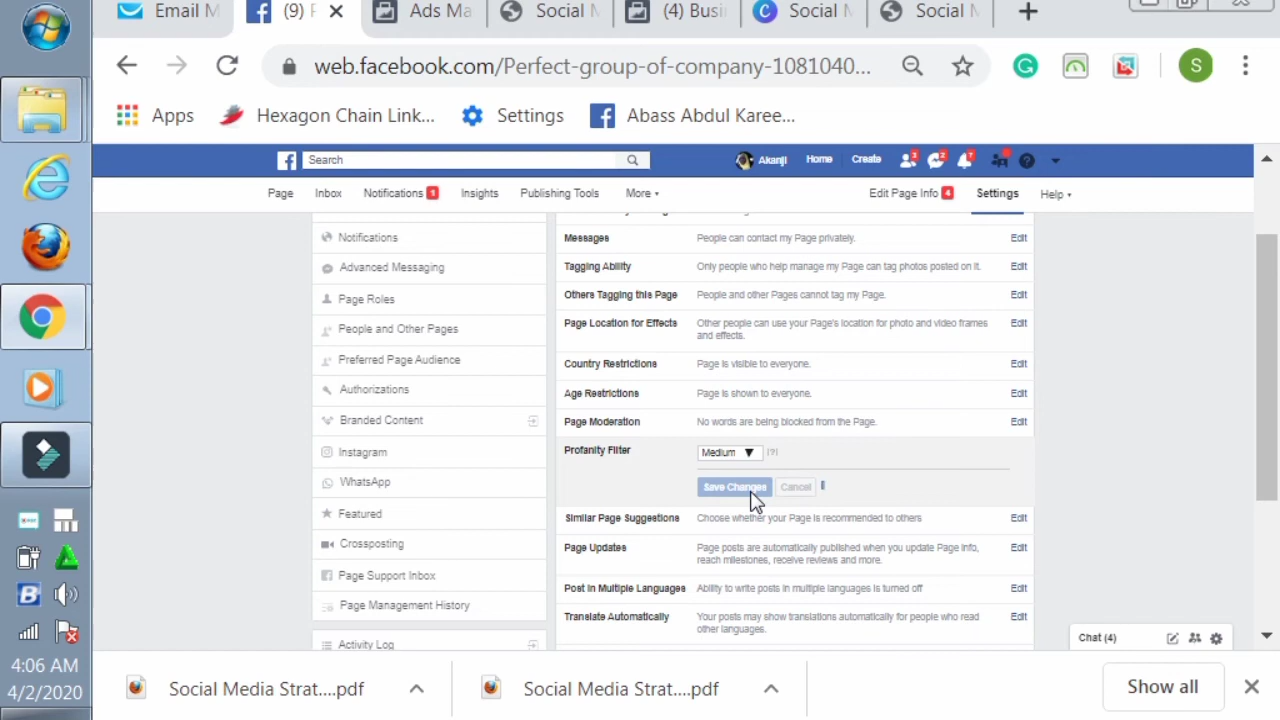 Email M
(9) F
Ads Ma
Social M
(4) Busi
Social M
Social M
web.facebook.com/Perfect-group-of-company-1081040...
S
Apps
Hexagon Chain Link...
Settings
Abass Abdul Karee...
Search
Akanji
Home
Create
3
2
7
Page
Inbox
Notifications 1
Insights
Publishing Tools
More
Edit Page Info 4
Settings
Help
Notifications
Advanced Messaging
Page Roles
People and Other Pages
Preferred Page Audience
Authorizations
Branded Content
Instagram
WhatsApp
Featured
Crossposting
Page Support Inbox
Page Management History
Activity Log
Messages People can contact my Page privately. Edit
Tagging Ability Only people who help manage my Page can tag photos posted on it. Edit
Others Tagging this Page People and other Pages cannot tag my Page. Edit
Page Location for Effects Other people can use your Page's location for photo and video frames Edit
and effects.
Country Restrictions Page is visible to everyone. Edit
Age Restrictions Page is shown to everyone. Edit
Page Moderation No words are being blocked from the Page. Edit
Profanity Filter Medium [?]
Save Changes Cancel
Similar Page Suggestions Choose whether your Page is recommended to others Edit
Page Updates Page posts are automatically published when you update Page info, Edit
reach milestones, receive reviews and more.
Post in Multiple Languages Ability to write posts in multiple languages is turned off Edit
Translate Automatically Your posts may show translations automatically for people who read Edit
other languages.
Chat (4)
4:06 AM
4/2/2020
Social Media Strat....pdf
Social Media Strat....pdf
Show all